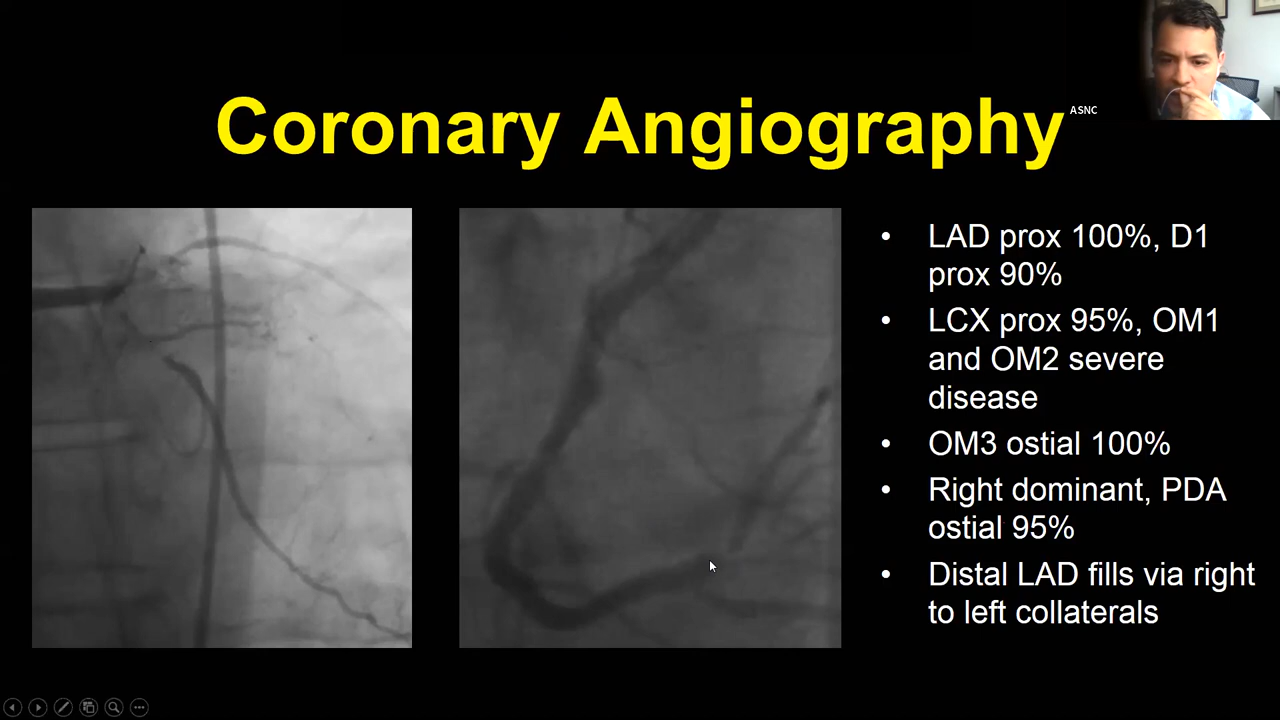 ASNC
Coronary Angiography
• LAD prox 100%, D1
prox 90%
• LCX prox 95%, OM1
and OM2 severe
disease
• OM3 ostial 100%
• Right dominant, PDA
ostial 95%
• Distal LAD fills via right
to left collaterals